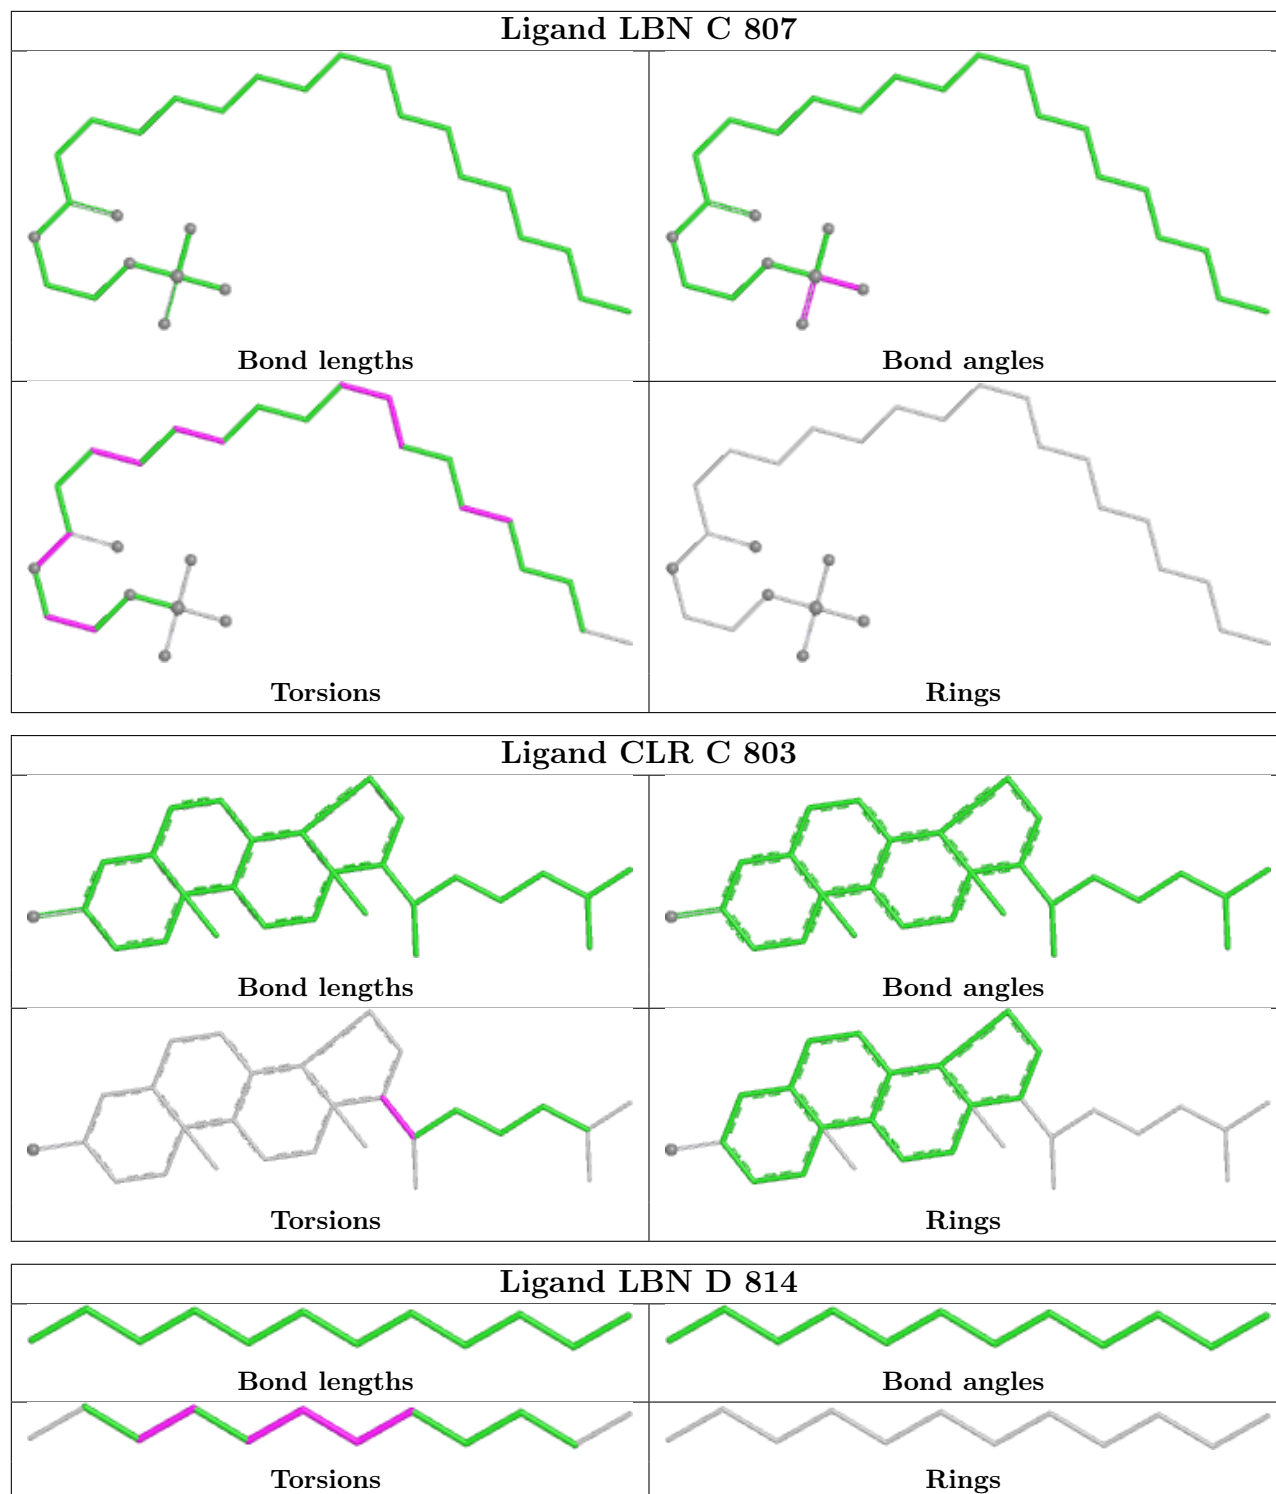 Ligand LBN C 807
Bond lengths
Bond angles
Torsions
Rings
Ligand CLR C 803
Bond lengths
Bond angles
Torsions
Rings
Ligand LBN D 814
Bond lengths
Bond angles
Torsions
Rings